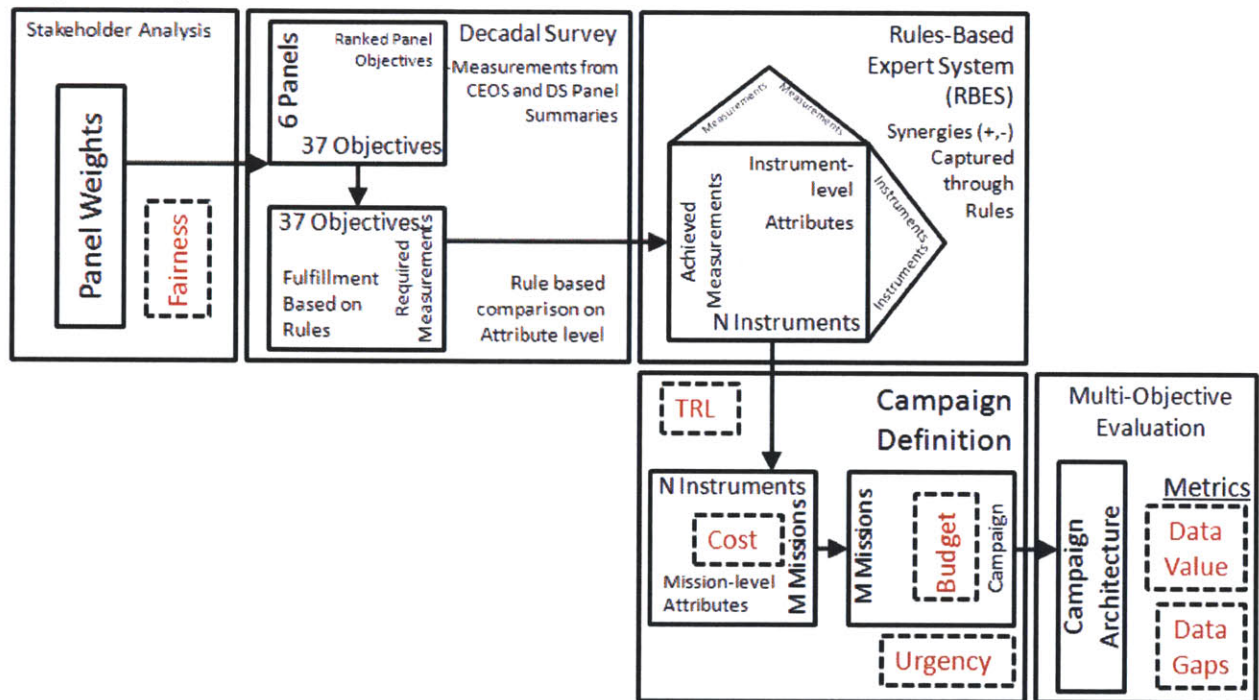 Stakeholder Analysis
Panel Weights
Fairness
Decadal Survey
6 Panels
Ranked Panel
Objectives
37 Objectives
-Measurements from
CEOS and DS Panel
Summaries
37 Objectives
Fulfillment
Based on
Rules
Required
Measurements
Rule based
comparison on
Attribute level
Rules-Based
Expert System
(RBES)
Synergies (+,-)
Captured
through
Rules
Measurements
Measurements
Achieved
Measurements
Instrument-
level
Attributes
N Instruments
Instruments
Instruments
TRL
Campaign
Definition
N Instruments
Cost
M Missions
Mission-level
Attributes
M Missions
Budget
Campaign
Urgency
Multi-Objective
Evaluation
Campaign
Architecture
Metrics
Data
Value
Data
Gaps